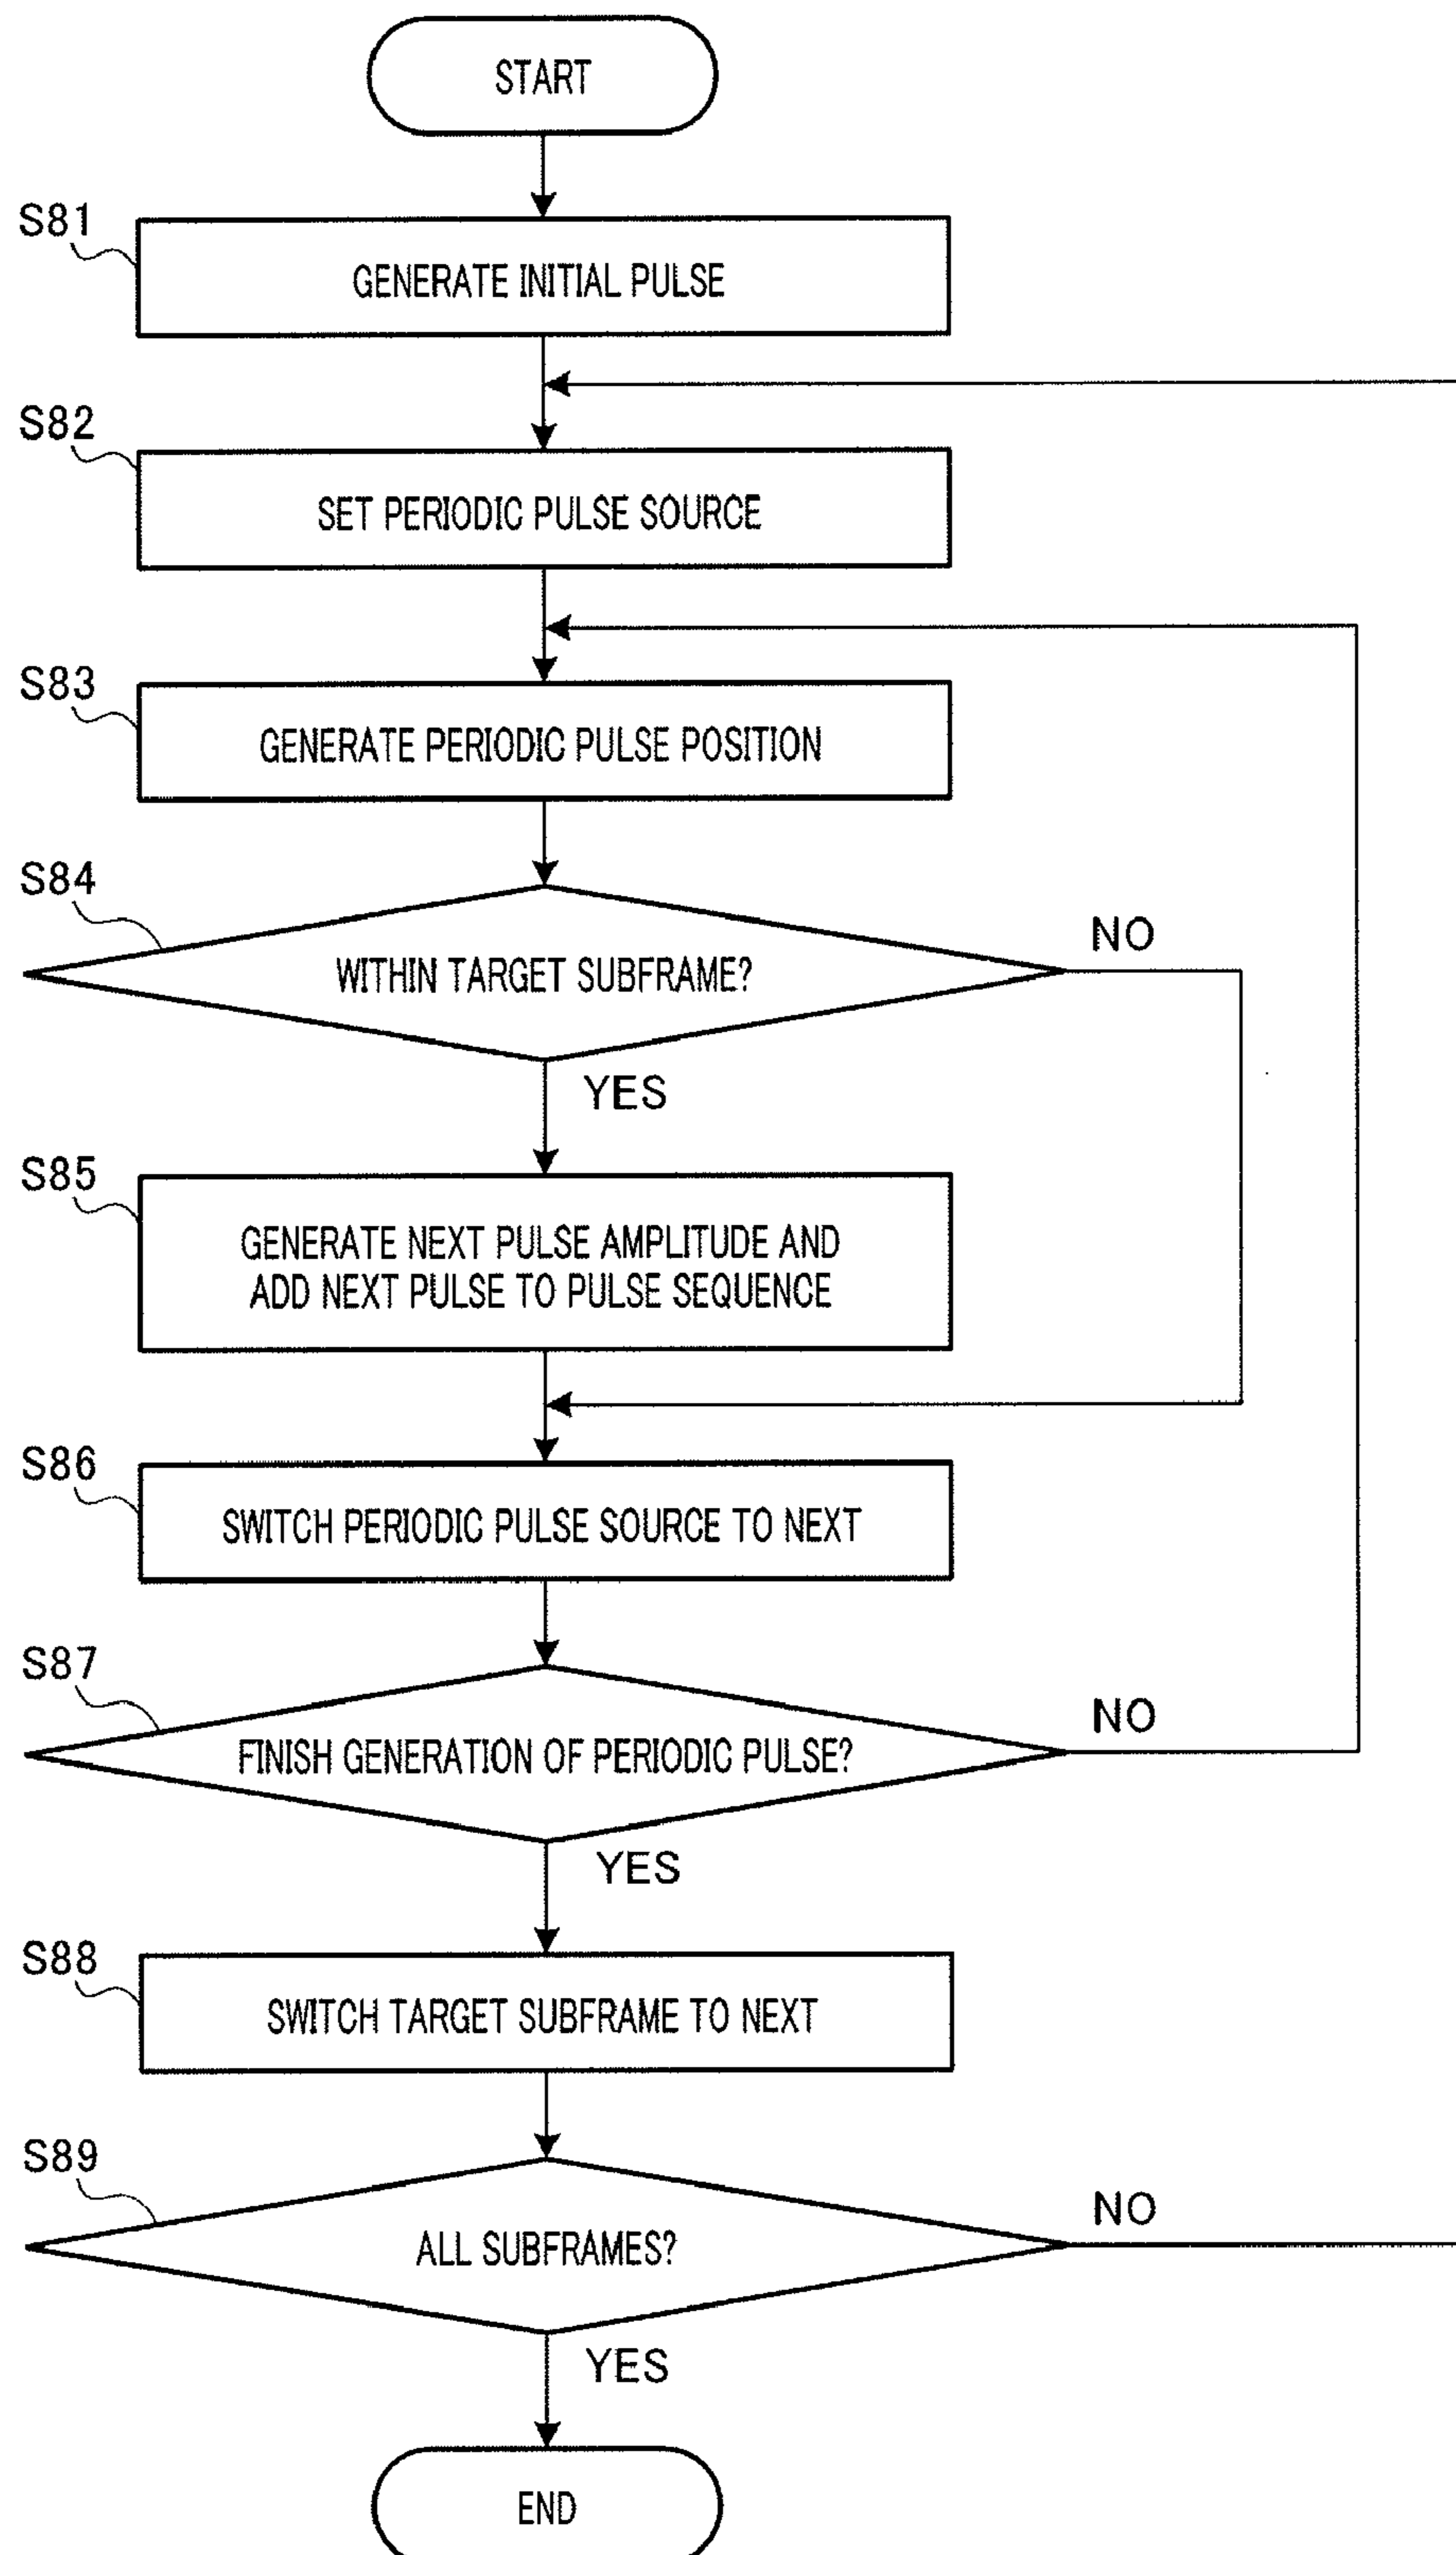 START
S81
GENERATE INITIAL PULSE
S82
SET PERIODIC PULSE SOURCE
S83
GENERATE PERIODIC PULSE POSITION
S84
WITHIN TARGET SUBFRAME?
NO
YES
S85
GENERATE NEXT PULSE AMPLITUDE AND
ADD NEXT PULSE TO PULSE SEQUENCE
S86
SWITCH PERIODIC PULSE SOURCE TO NEXT
S87
FINISH GENERATION OF PERIODIC PULSE?
NO
YES
S88
SWITCH TARGET SUBFRAME TO NEXT
S89
ALL SUBFRAMES?
NO
YES
END